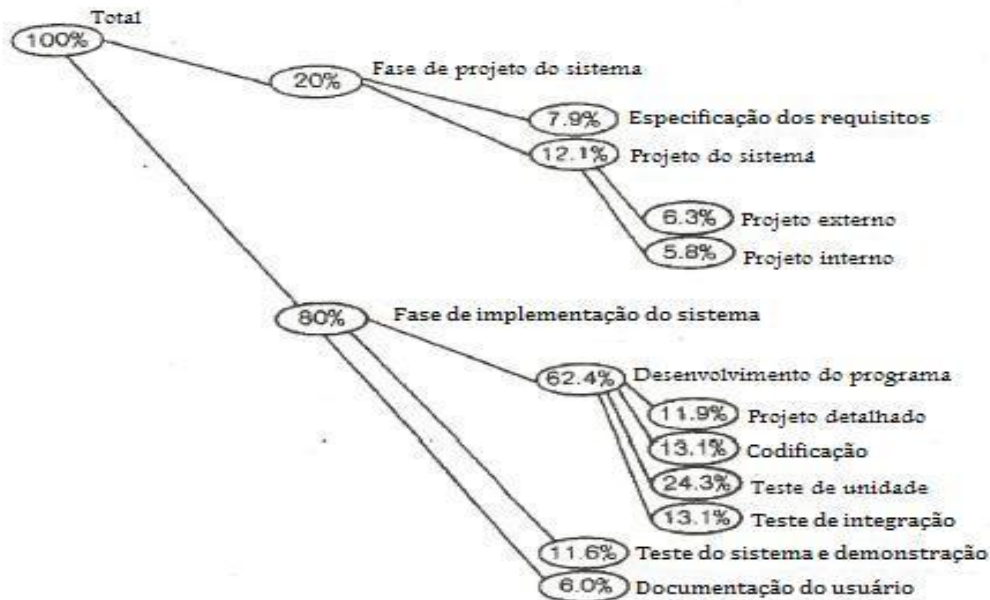 Total
100%
20% Fase de projeto do sistema
7.9% Especificação dos requisitos
12.1% Projeto do sistema
6.3% Projeto externo
5.8% Projeto interno
80% Fase de implementação do sistema
62.4% Desenvolvimento do programa
11.9% Projeto detalhado
13.1% Codificação
24.3% Teste de unidade
13.1% Teste de integração
11.6% Teste do sistema e demonstração
6.0% Documentação do usuário